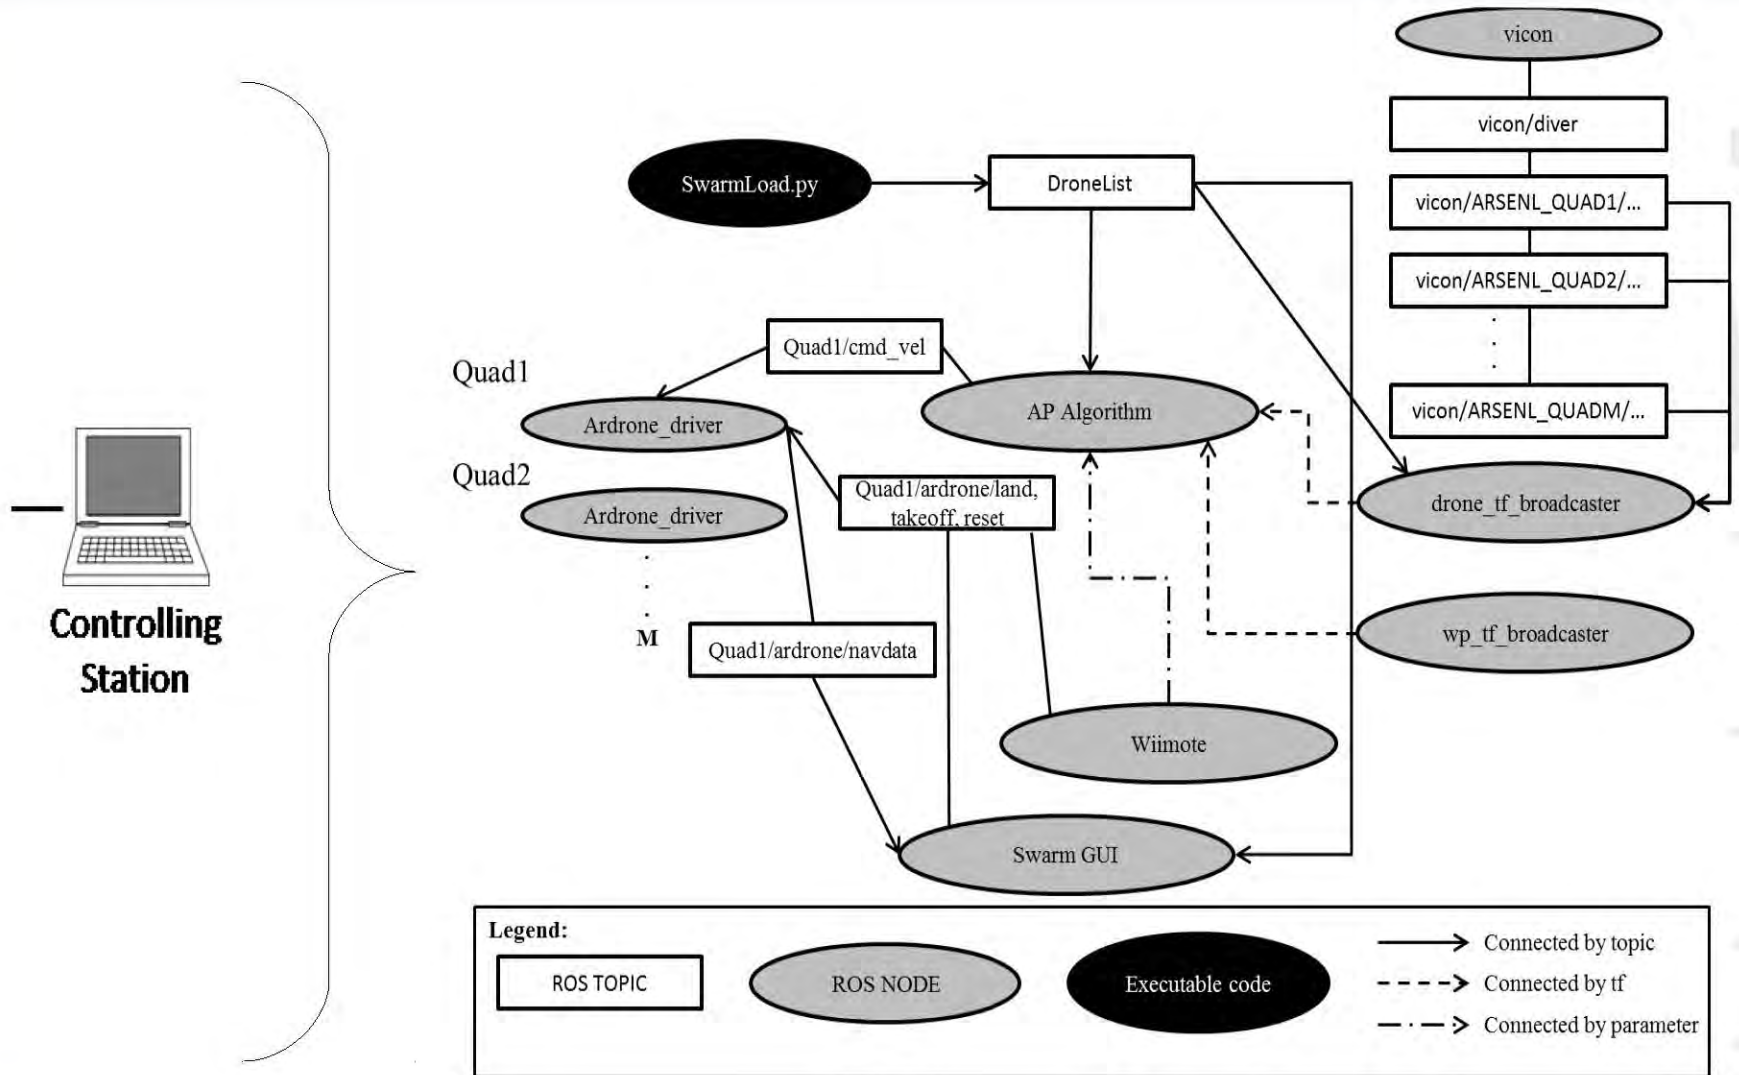 vicon
vicon/diver
SwarmLoad.py
DroneList
vicon/ARSENL_QUAD1/...
vicon/ARSENL_QUAD2/...
Quad1/cmd_vel
Quad1
AP Algorithm
vicon/ARSENL_QUADM/...
Ardrone_driver
Quad2
Quad1/ardrone/land,
takeoff, reset
drone_tf_broadcaster
Ardrone_driver
Controlling
Station
M
Quad1/ardrone/navdata
wp_tf_broadcaster
Wiimote
Swarm GUI
Legend:
ROS TOPIC
ROS NODE
Executable code
Connected by topic
Connected by tf
Connected by parameter